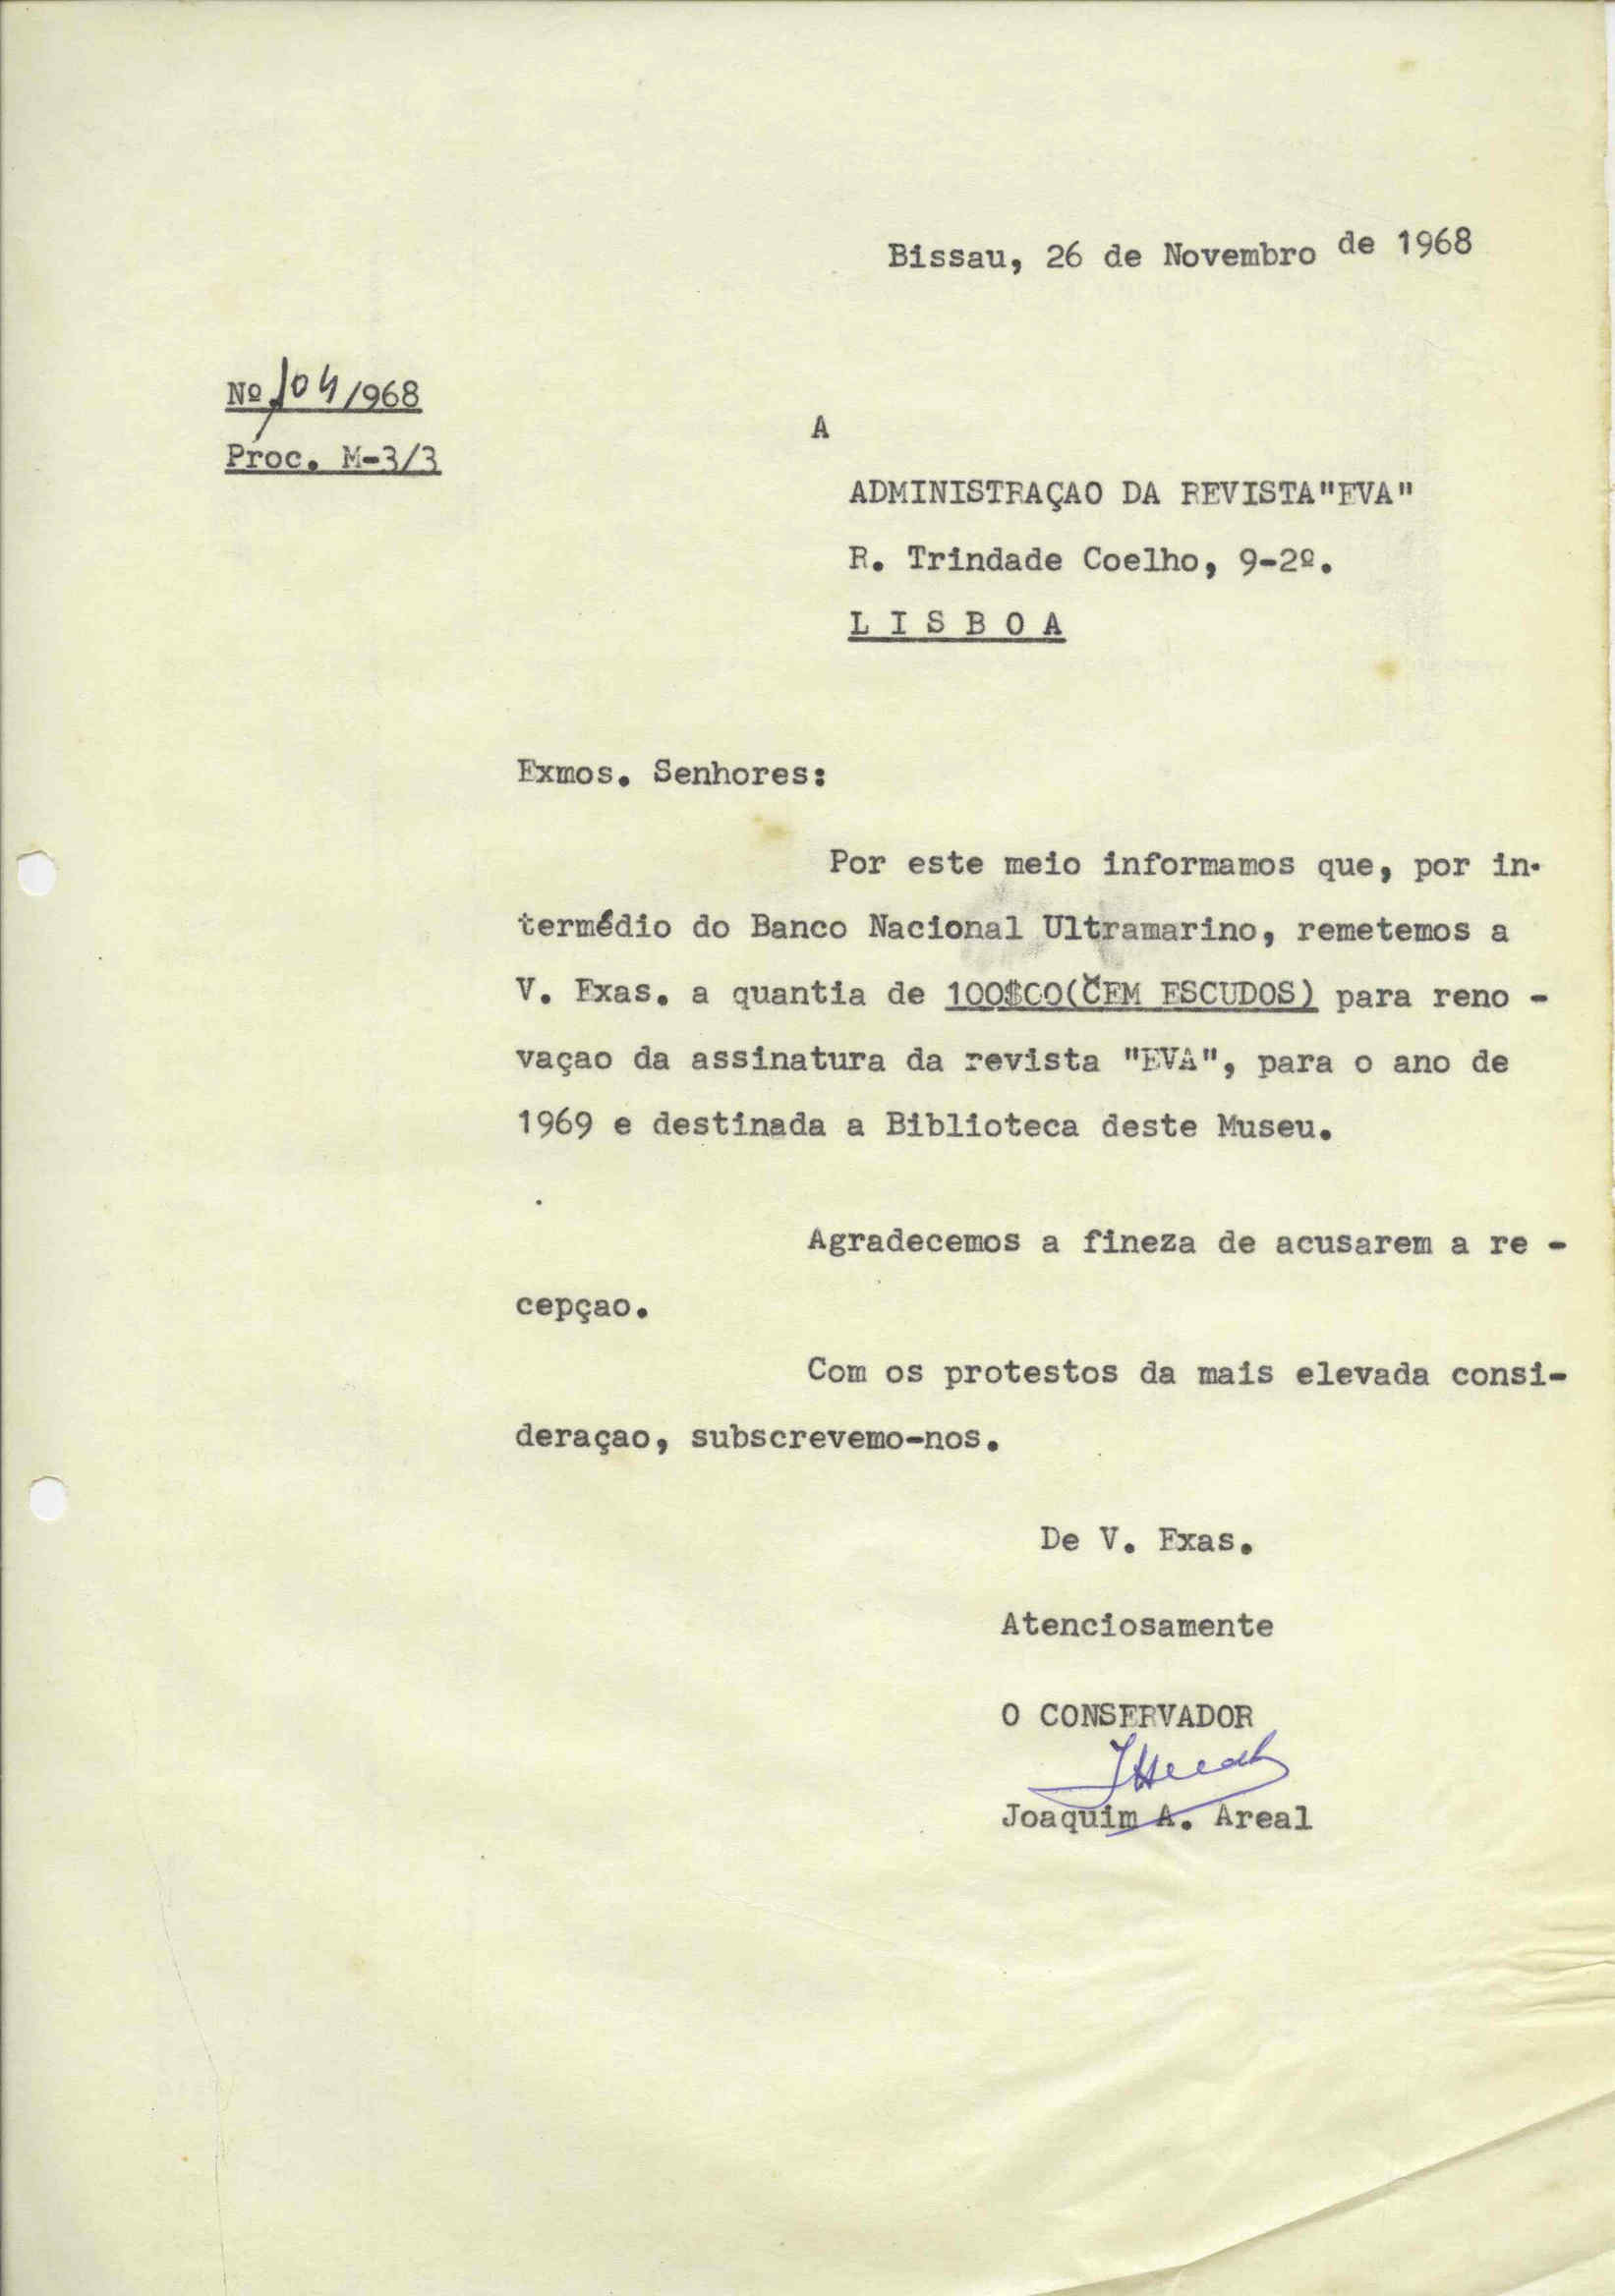 Bissau, 26 de Novembro de 1968
Nº 104/968
Proc. M-3/3
A
ADMINISTRAÇAO DA REVISTA"EVA"
R. Trindade Coelho, 9-2º.
L I S B O A
Exmos. Senhores:
Por este meio informamos que, por in-
termédio do Banco Nacional Ultramarino, remetemos a
V. Exas. a quantia de 100$00(CEM ESCUDOS) para reno -
vaçao da assinatura da revista "EVA", para o ano de
1969 e destinada a Biblioteca deste Museu.
Agradecemos a fineza de acusarem a re -
cepçao.
Com os protestos da mais elevada consi-
deraçao, subscrevemo-nos.
De V. Exas.
Atenciosamente
O CONSERVADOR
Joaquim A. Areal